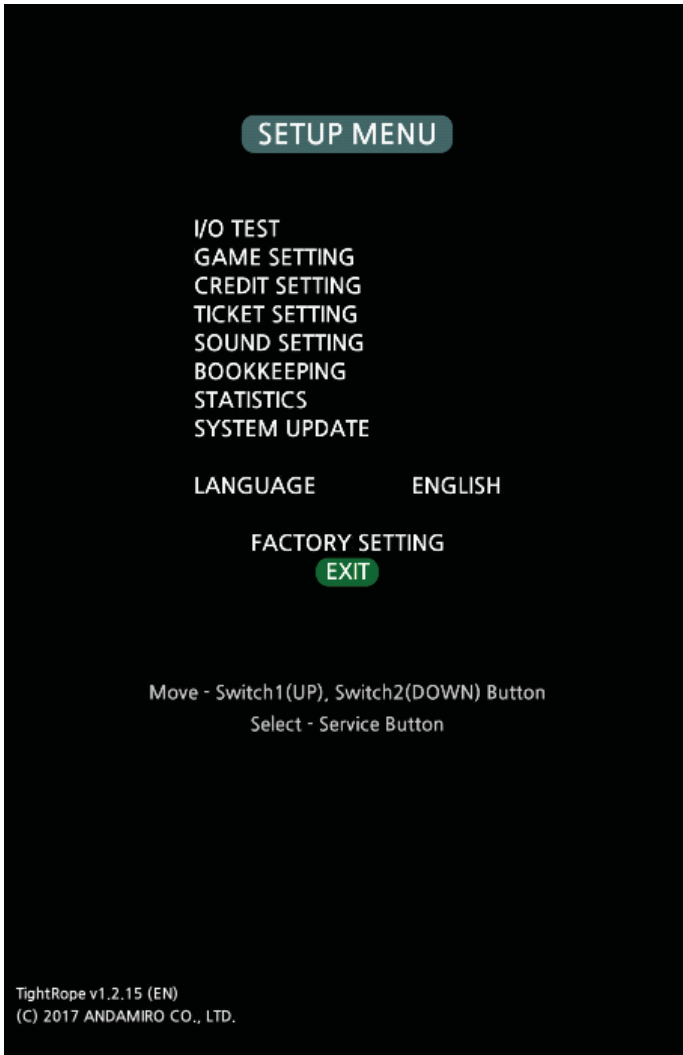 SETUP MENU
I/O TEST
GAME SETTING
CREDIT SETTING
TICKET SETTING
SOUND SETTING
BOOKKEEPING
STATISTICS
SYSTEM UPDATE
LANGUAGE ENGLISH
FACTORY SETTING
EXIT
Move - Switch1(UP), Switch2(DOWN) Button
Select - Service Button
TightRope v1.2.15 (EN)
(C) 2017 ANDAMIRO CO., LTD.